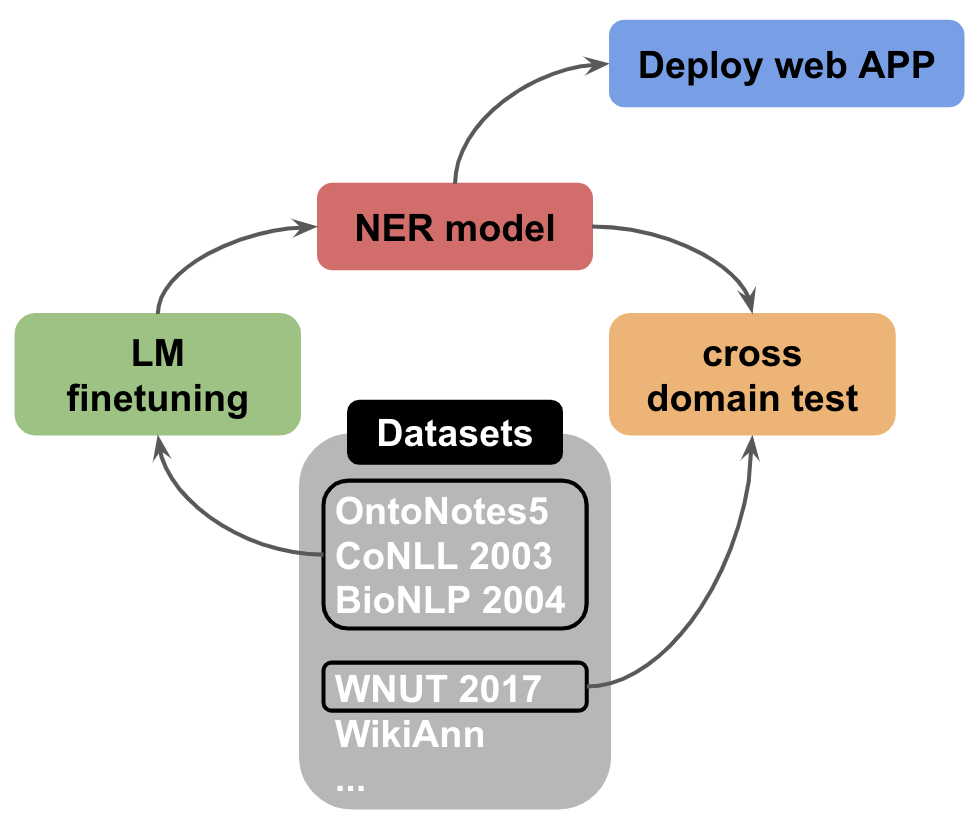 Deploy web APP
NER model
LM
finetuning
cross
domain test
Datasets
OntoNotes5
CoNLL 2003
BioNLP 2004
WNUT 2017
WikiAnn
...